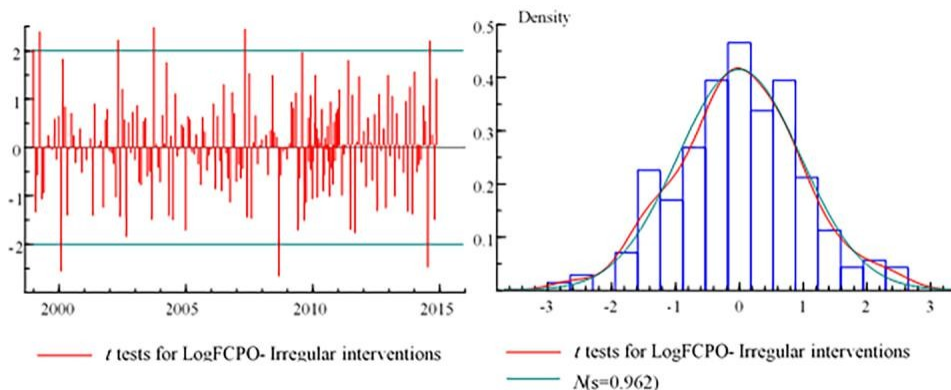 Density
2
1
0
-1
-2
2000 2005 2010 2015
0.5
0.4
0.3
0.2
0.1
-3 -2 -1 0 1 2 3
t tests for LogFCPO- Irregular interventions
t tests for LogFCPO- Irregular interventions
N(s=0.962)